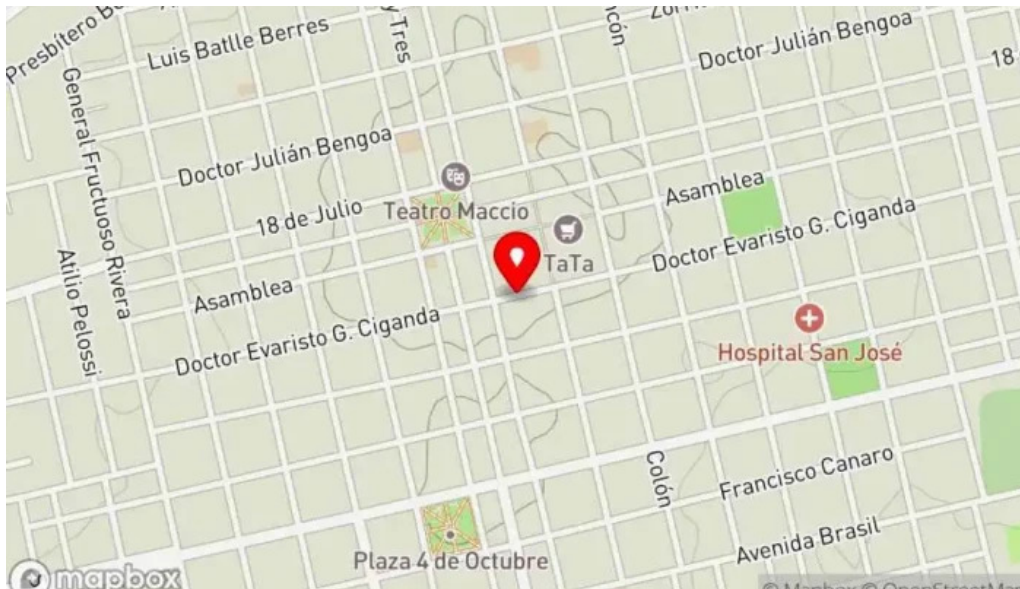 Presbítero
Luis Batlle Berres
y Tres
Doctor Julián Bengoa
18
General Fructuoso Rivera
Doctor Julián Bengoa
18 de Julio
Teatro Maccio
Asamblea
TaTa
Doctor Evaristo G. Ciganda
Atilio Pelossi
Asamblea
Doctor Evaristo G. Ciganda
Hospital San José
Colón
Francisco Canaro
Avenida Brasil
Plaza 4 de Octubre
mapbox
© Mapbox © OpenStreetMap